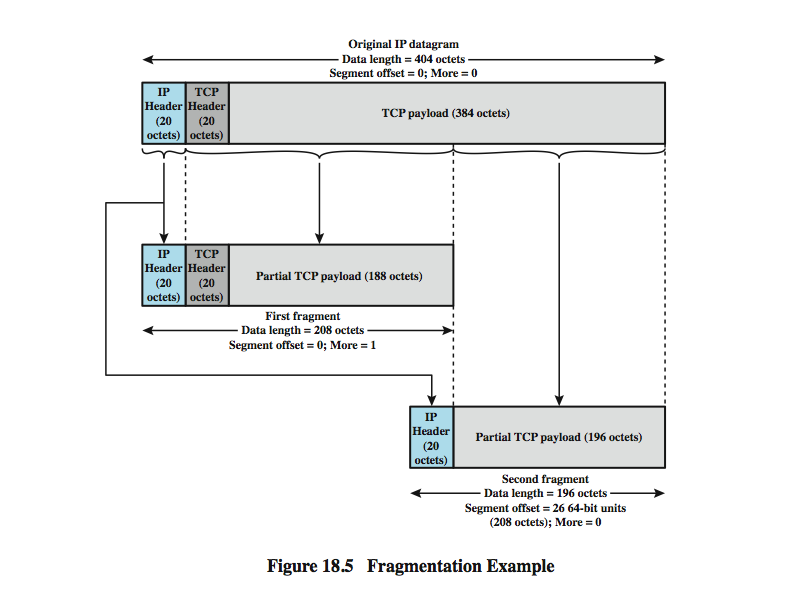 Original IP datagram
Data length = 404 octets
Segment offset = 0; More = 0
IP
Header
(20
octets)
TCP
Header
(20
octets)
TCP payload (384 octets)
IP
Header
(20
octets)
TCP
Header
(20
octets)
Partial TCP payload (188 octets)
First fragment
Data length = 208 octets
Segment offset = 0; More = 1
IP
Header
(20
octets)
Partial TCP payload (196 octets)
Second fragment
Data length = 196 octets
Segment offset = 26 64-bit units
(208 octets); More = 0
Figure 18.5 Fragmentation Example